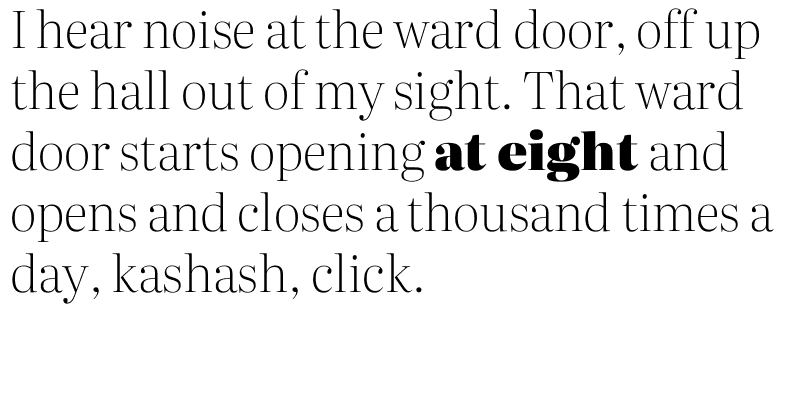 I hear noise at the ward door, off up
the hall out of my sight. That ward
door starts opening at eight and
opens and closes a thousand times a
day, kashash, click.